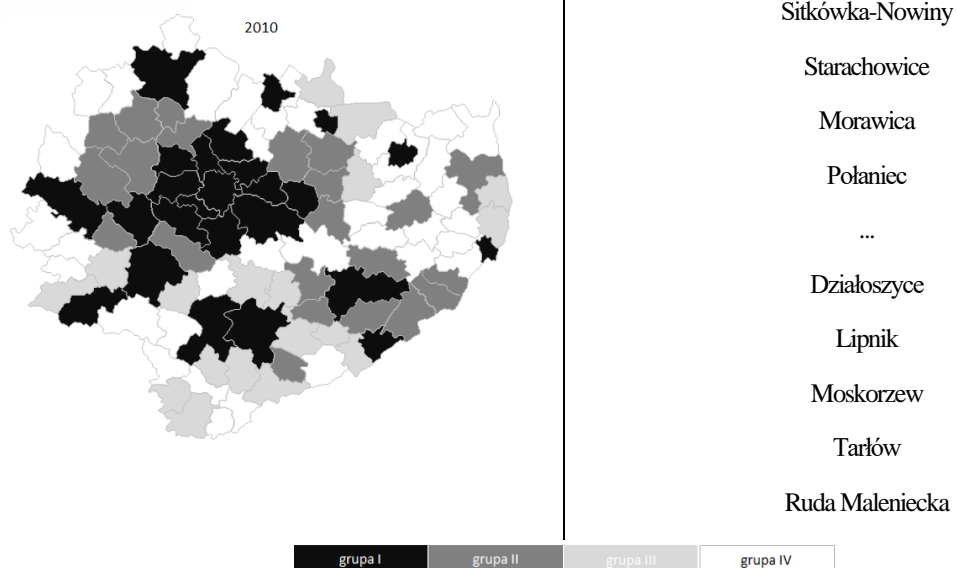 2010
Sitkówka-Nowiny
Starachowice
Morawica
Połaniec
...
Działoszyce
Lipnik
Moskorzew
Tarłów
Ruda Maleniecka
grupa I grupa II grupa III grupa IV